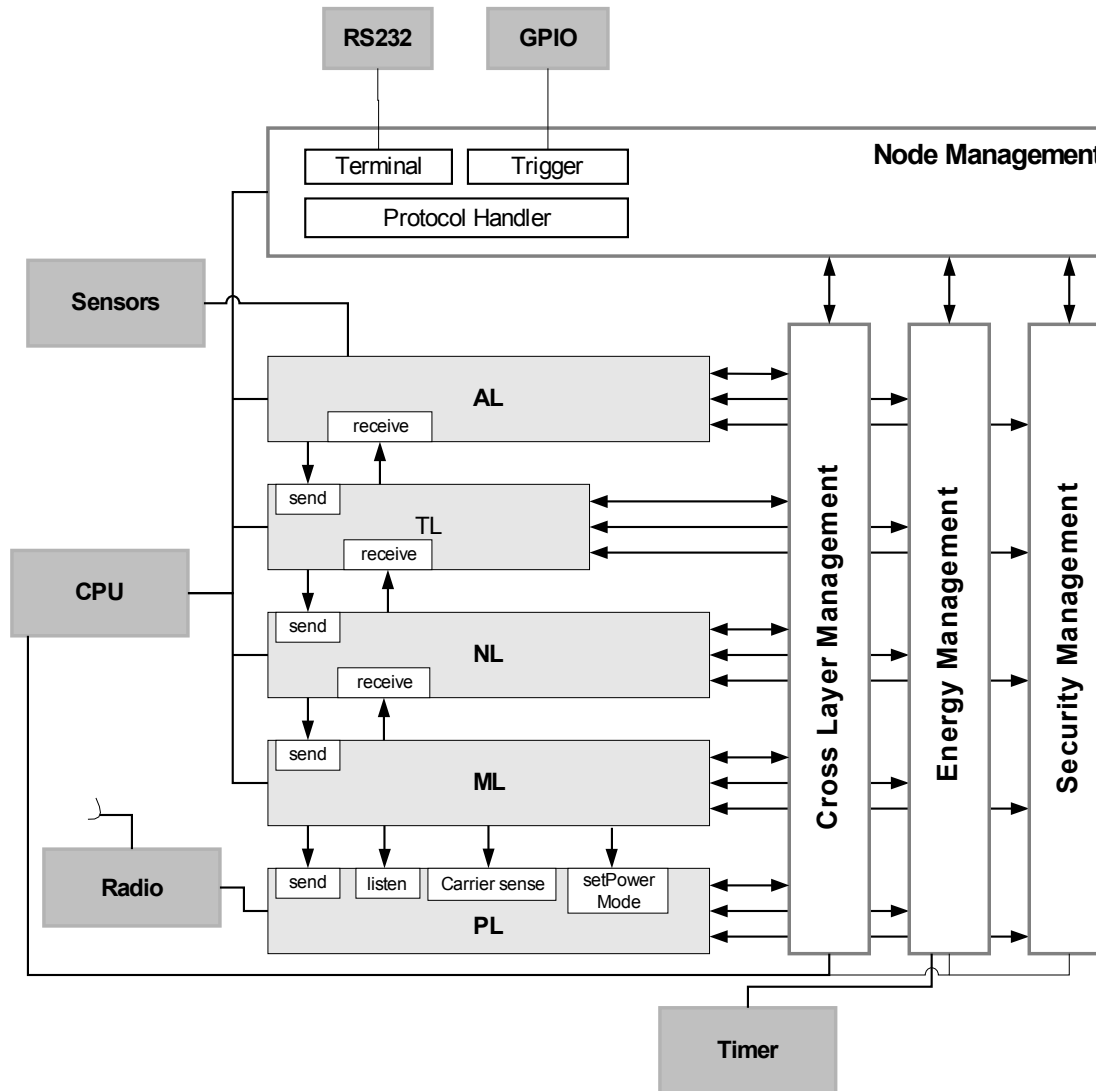 RS232
GPIO
Node Management
Terminal
Trigger
Protocol Handler
Sensors
AL
receive
send
TL
receive
CPU
send
NL
receive
send
ML
Radio
send
listen
Carrier sense
setPower
Mode
PL
Cross Layer Management
Energy Management
Security Management
Timer